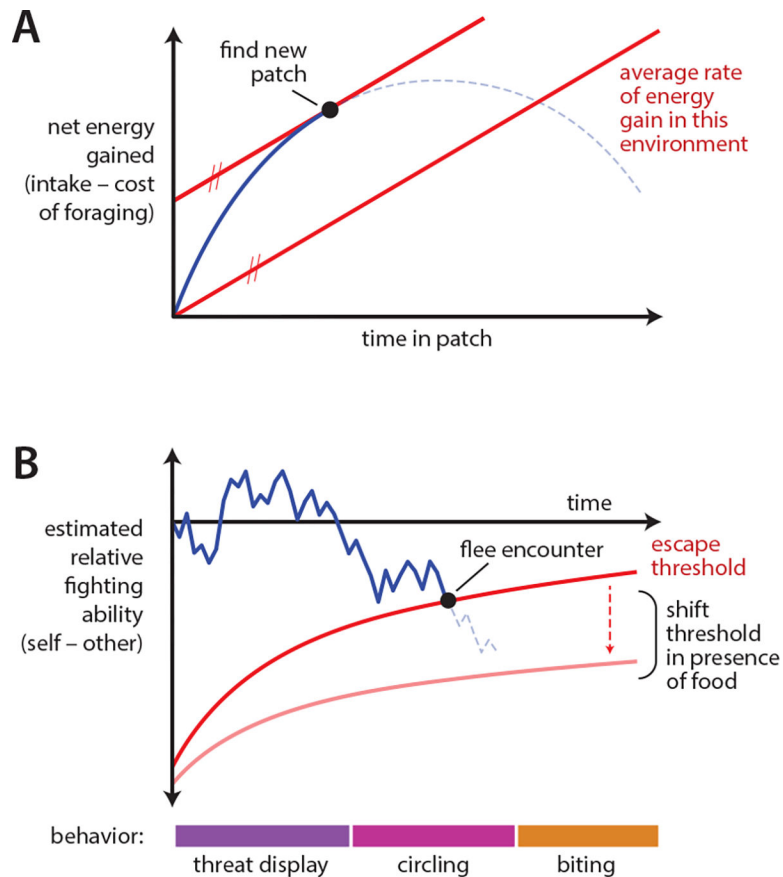 A
find new
patch
net energy
gained
(intake – cost
of foraging)
average rate
of energy
gain in this
environment
time in patch
B
time
estimated
relative
fighting
ability
(self – other)
flee encounter
escape
threshold
shift
threshold
in presence
of food
behavior:
threat display
circling
biting